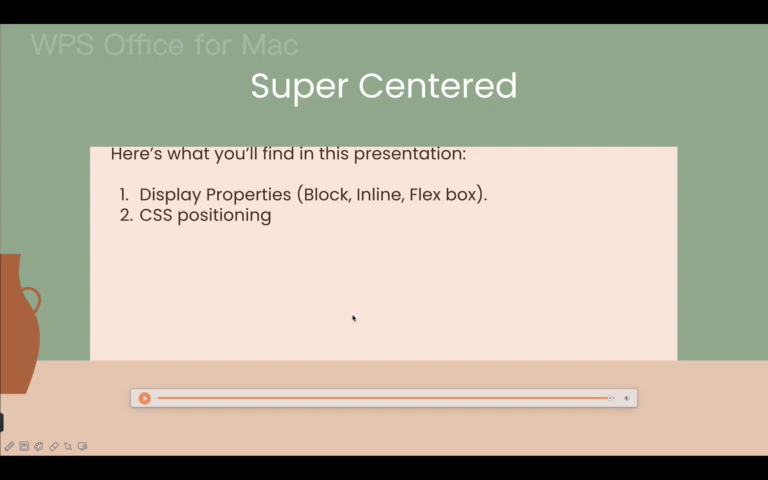 WPS Office for Mac
Super Centered
Here's what you'll find in this presentation:
1. Display Properties (Block, Inline, Flex box).
2. CSS positioning